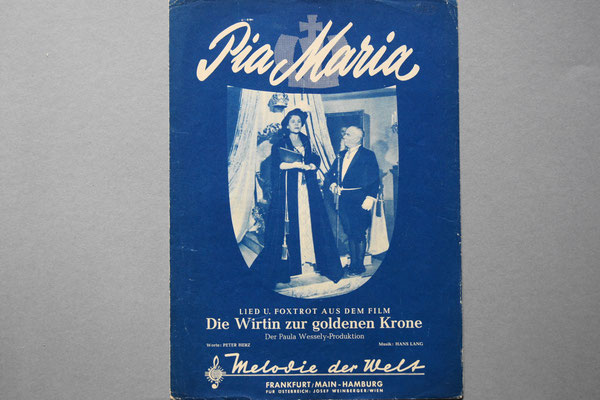 Pia Maria
LIED U. FOXTROT AUS DEM FILM
Die Wirtin zur goldenen Krone
Der Paula Wessely-Produktion
Worte: PETER HERZ Musik: HANS LANG
Melodie der Welt
FRANKFURT/MAIN - HAMBURG
FÜR ÖSTERREICH: JOSEF WEINBERGER/WIEN